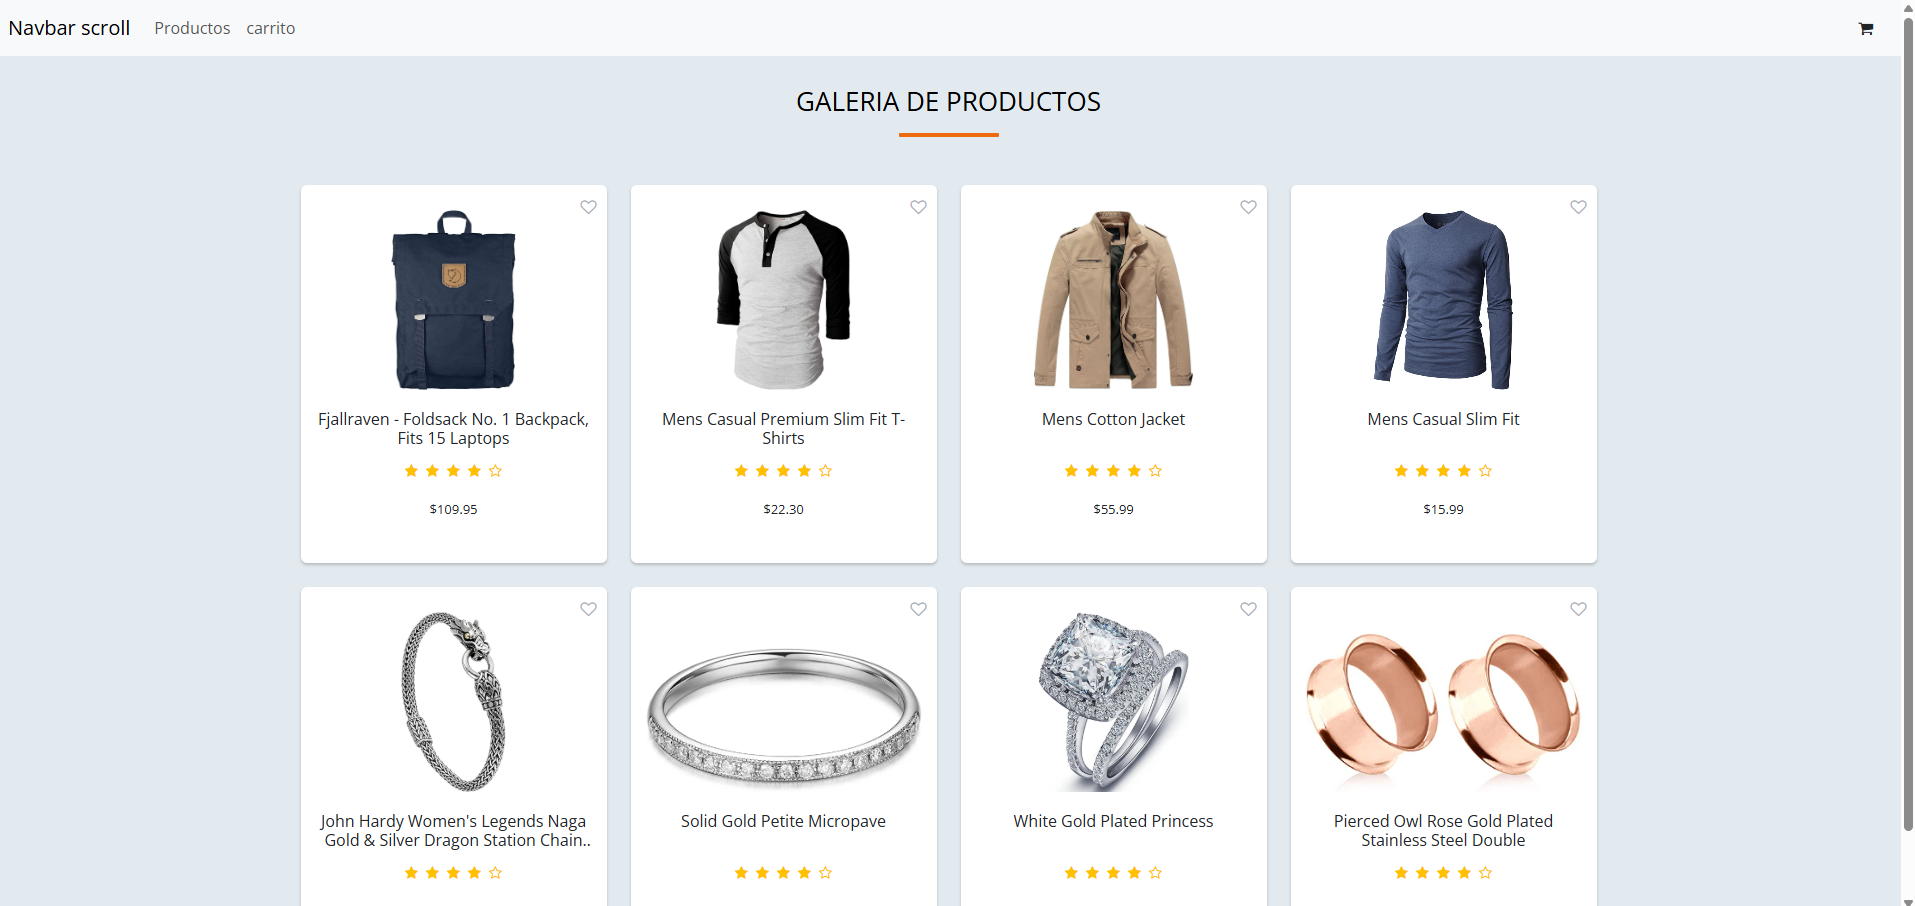 Navbar scroll Productos carrito
GALERIA DE PRODUCTOS
Fjallraven - Foldsack No. 1 Backpack,
Fits 15 Laptops
$109.95
Mens Casual Premium Slim Fit T-
Shirts
$22.30
Mens Cotton Jacket
$55.99
Mens Casual Slim Fit
$15.99
John Hardy Women's Legends Naga
Gold & Silver Dragon Station Chain..
Solid Gold Petite Micropave
White Gold Plated Princess
Pierced Owl Rose Gold Plated
Stainless Steel Double